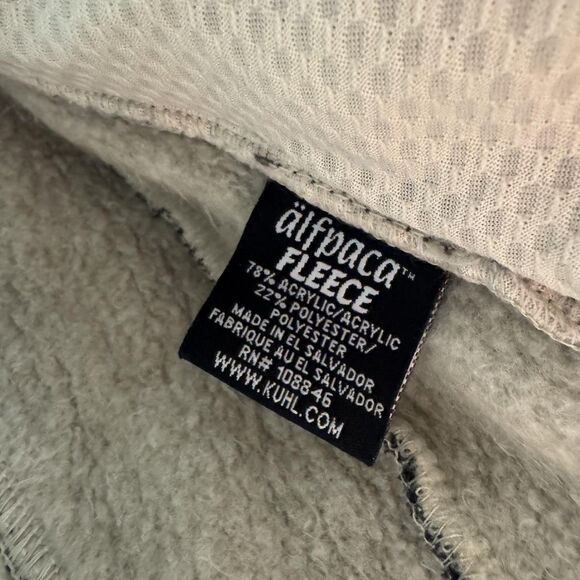 älfpaca™
FLEECE
78% ACRYLIC/ACRYLIC
22% POLYESTER/
POLYESTER
MADE IN EL SALVADOR
FABRIQUE AU EL SALVADOR
RN# 108846
WWW.KUHL.COM